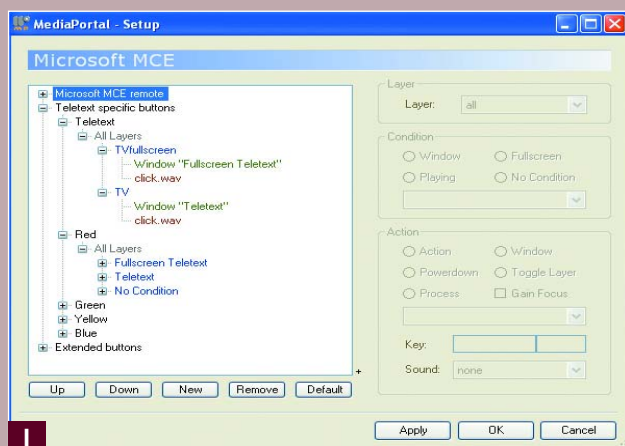 MediaPortal - Setup
Microsoft MCE
Microsoft MCE remote
Teletext specific buttons
Teletext
All Layers
TVfullscreen
Window "Fullscreen Teletext"
click.wav
TV
Window "Teletext"
click.wav
Red
All Layers
Fullscreen Teletext
Teletext
No Condition
Green
Yellow
Blue
Extended buttons
Up Down New Remove Default
Layer
Layer: all
Condition
Window Fullscreen
Playing No Condition
Action
Action Window
Powerdown Toggle Layer
Process Gain Focus
Key:
Sound: none
Apply OK Cancel